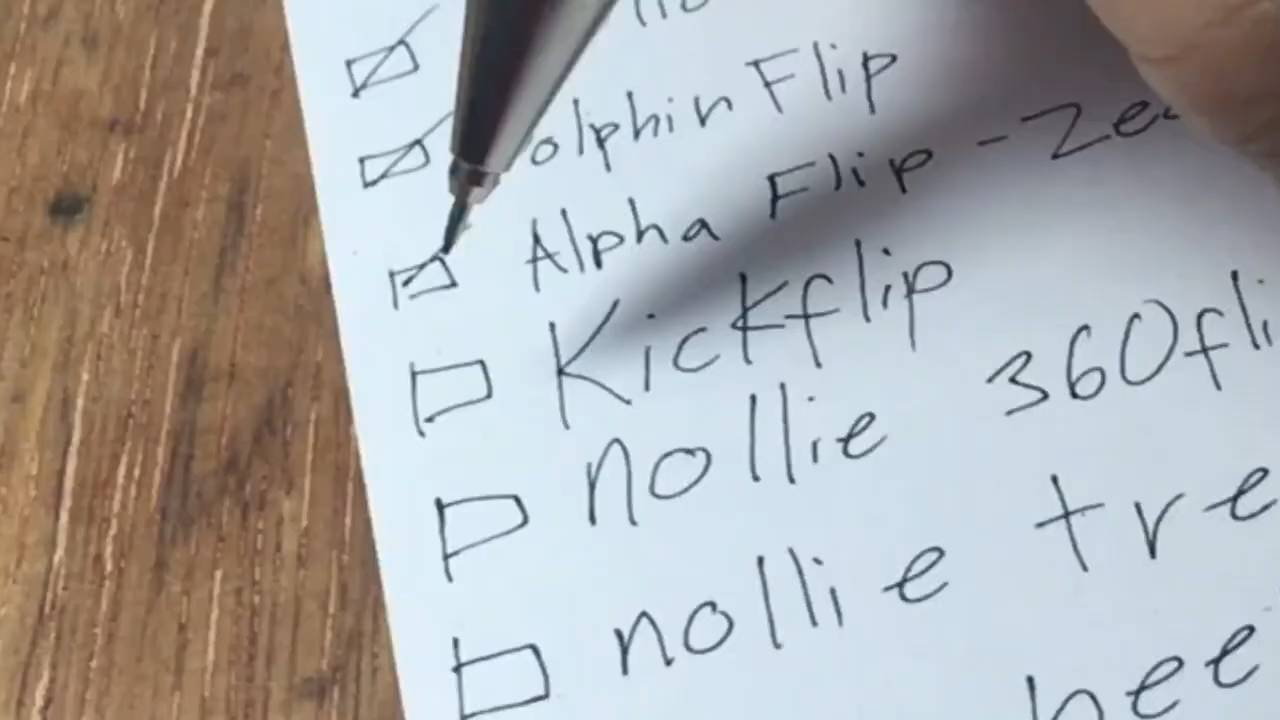 olphin Flip
Alpha Flip - Ze
Kickflip
nollie 360fli
nollie tre
hee